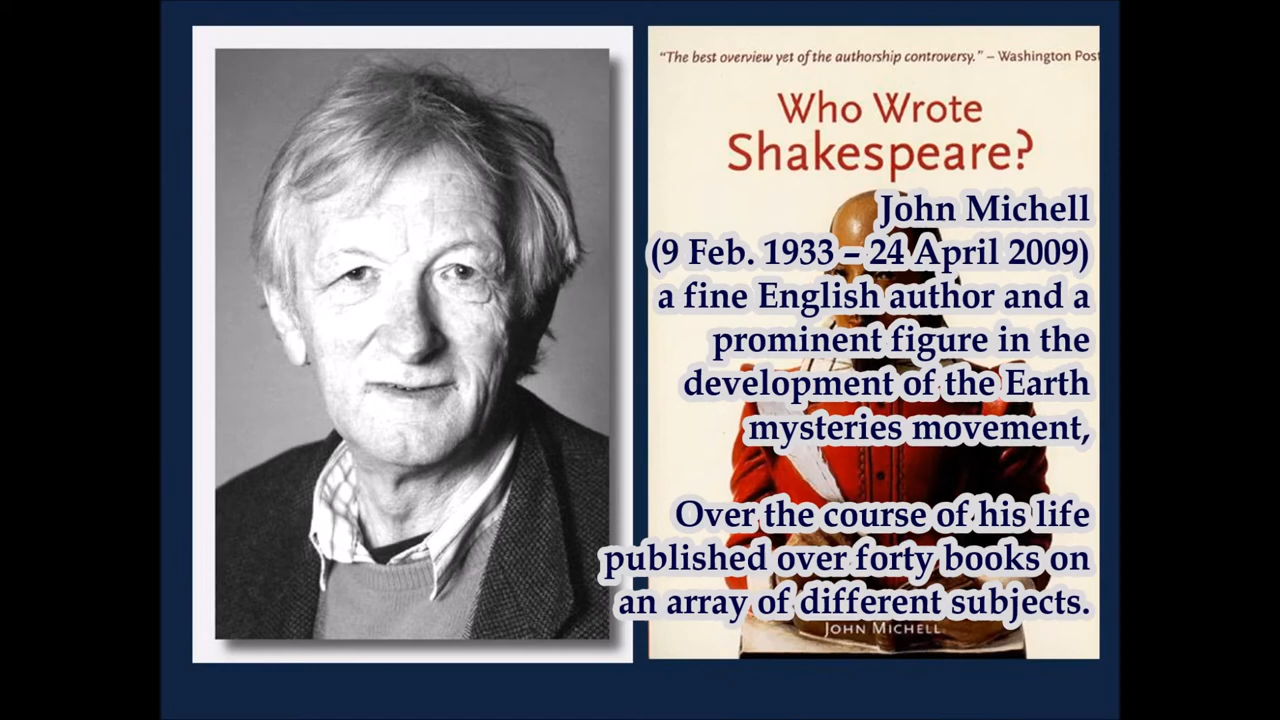 "The best overview yet of the authorship controversy." – Washington Post
Who Wrote
Shakespeare?
John Michell
(9 Feb. 1933 – 24 April 2009)
a fine English author and a
prominent figure in the
development of the Earth
mysteries movement,
Over the course of his life
published over forty books on
an array of different subjects.
JOHN MICHELL